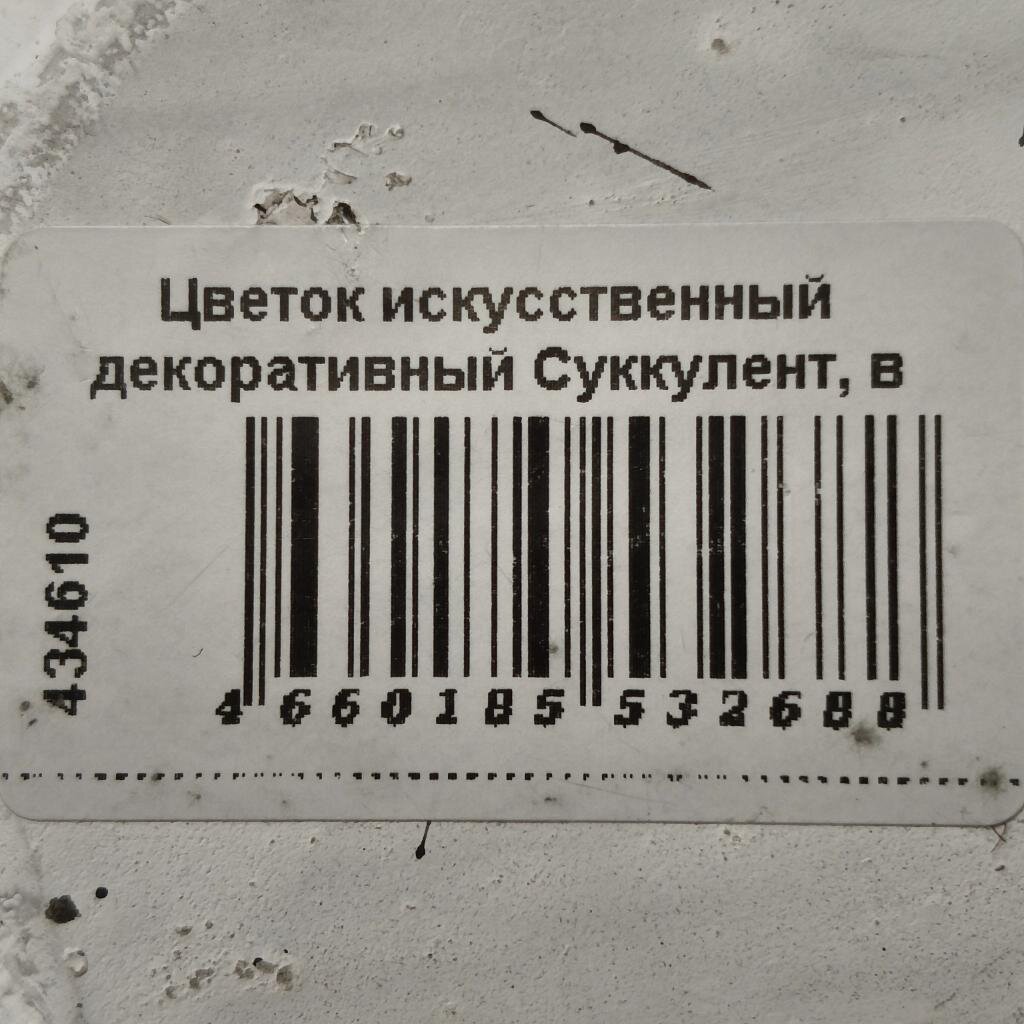 Цветок искусственный
декоративный Суккулент, в
434610
4 660185 532688